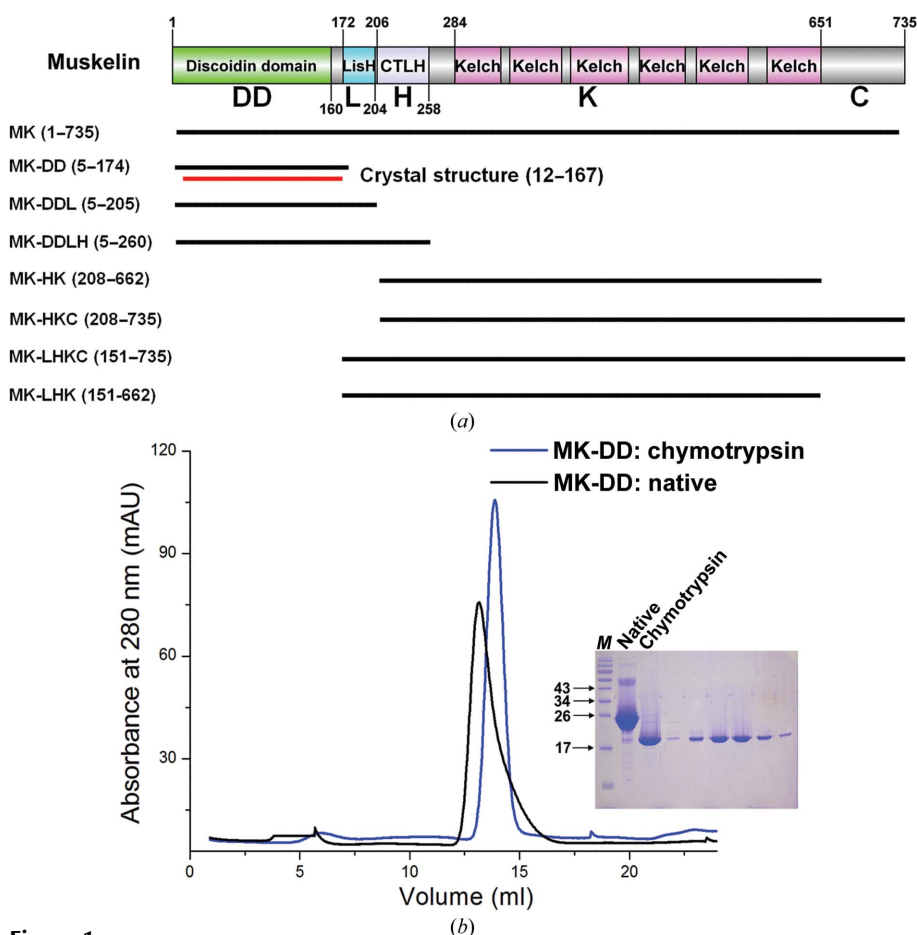 1 172 206 284 651 735
Muskelin Discoidin domain LisH CTLH Kelch Kelch Kelch Kelch Kelch Kelch
DD 160 L 204 H 258 K C
MK (1–735)
MK-DD (5–174)
Crystal structure (12–167)
MK-DDL (5–205)
MK-DDLH (5–260)
MK-HK (208–662)
MK-HKC (208–735)
MK-LHKC (151–735)
MK-LHK (151-662)
(a)
120
90
60
30
Absorbance at 280 nm (mAU)
MK-DD: chymotrypsin
MK-DD: native
M Native Chymotrypsin
43
34
26
17
0 5 10 15 20
Volume (ml)
(b)